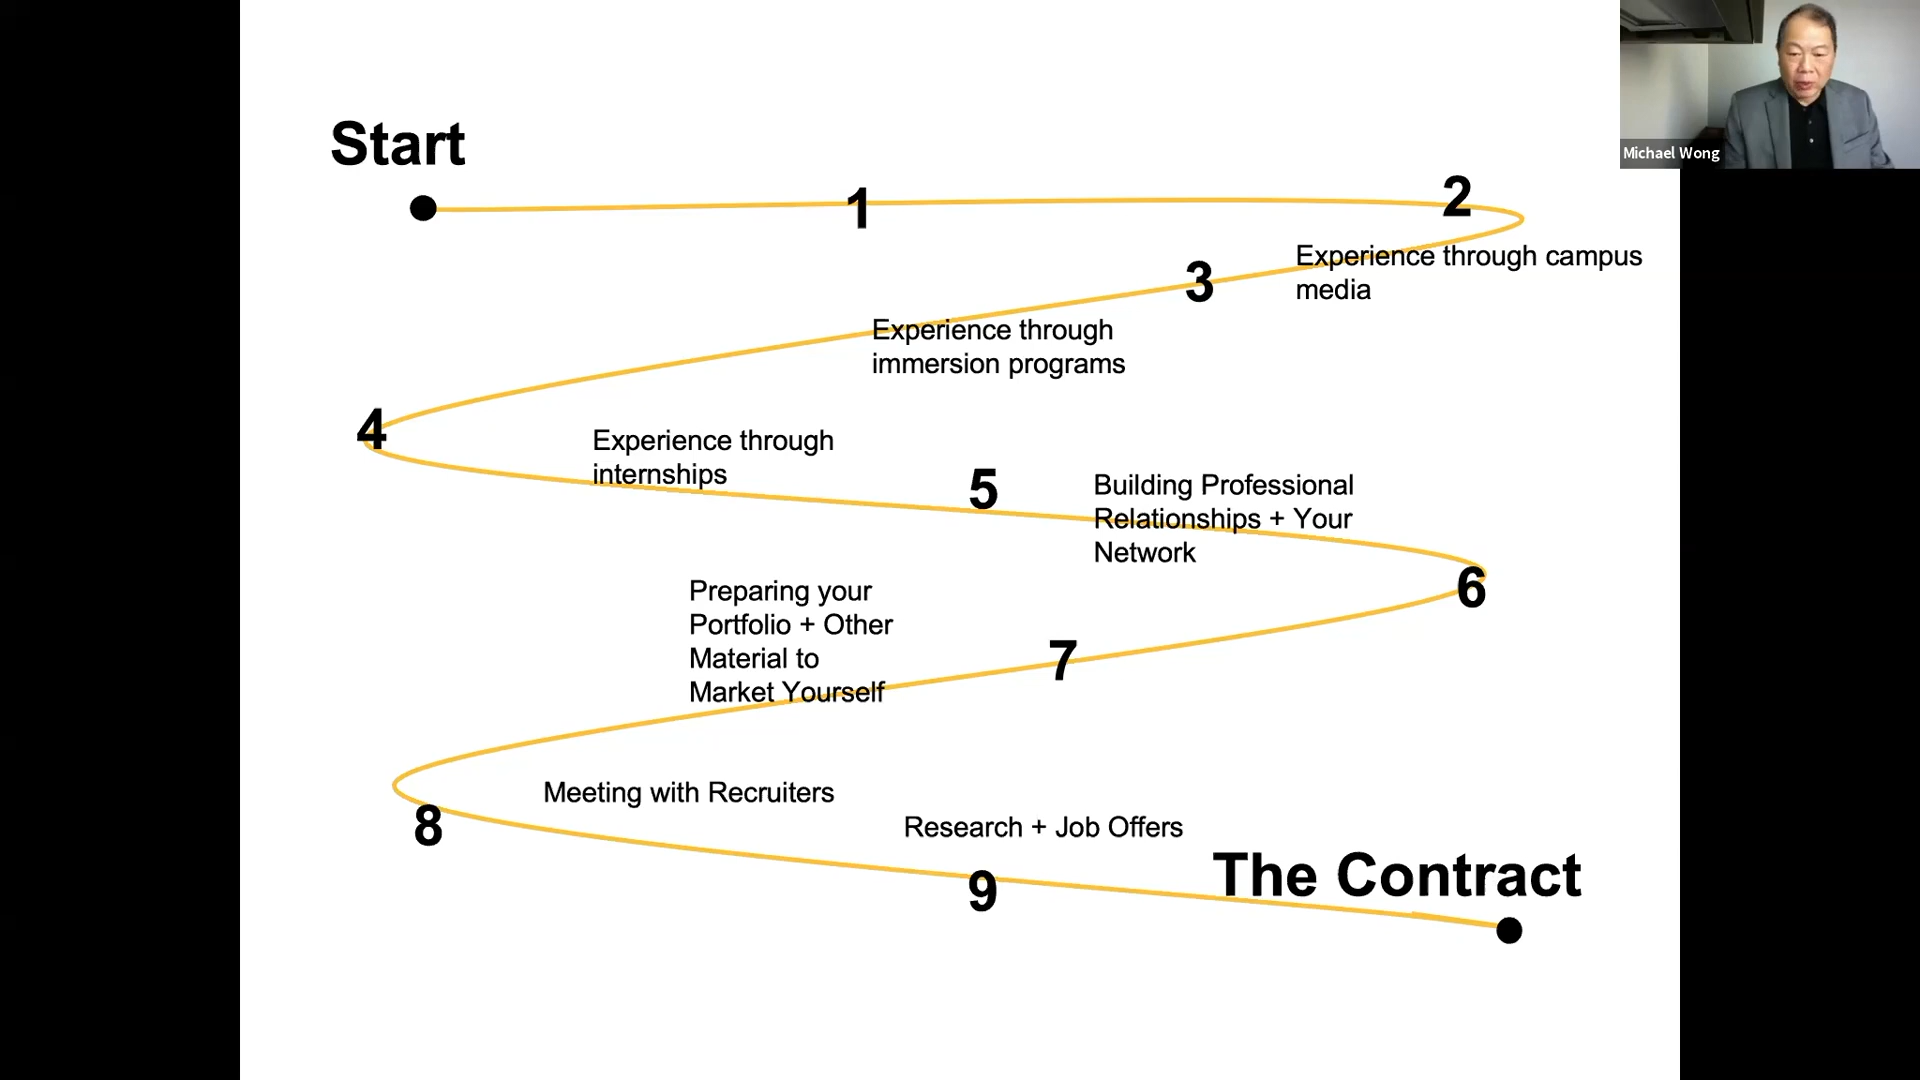 Michael Wong
Start
1
2
Experience through campus
media
3
Experience through
immersion programs
4
Experience through
internships
5
Building Professional
Relationships + Your
Network
6
Preparing your
Portfolio + Other
Material to
Market Yourself
7
Meeting with Recruiters
8
Research + Job Offers
9
The Contract